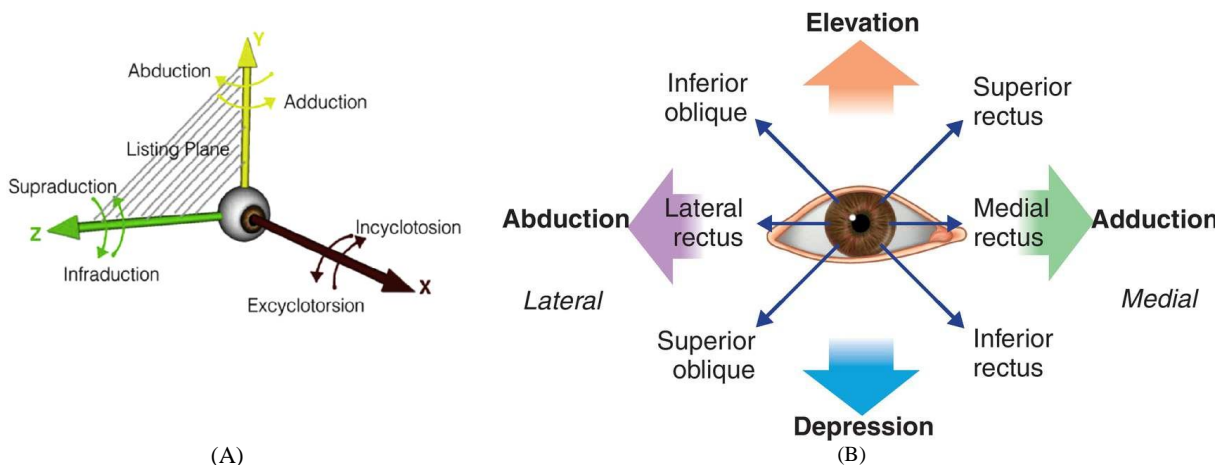 Y
Abduction
Adduction
Listing Plane
Supraduction
Z
Infraduction
Incyclotosion
Excyclotorsion
X
(A)
Elevation
Inferior
oblique
Superior
rectus
Abduction
Lateral
rectus
Medial
rectus
Adduction
Lateral
Medial
Superior
oblique
Inferior
rectus
Depression
(B)